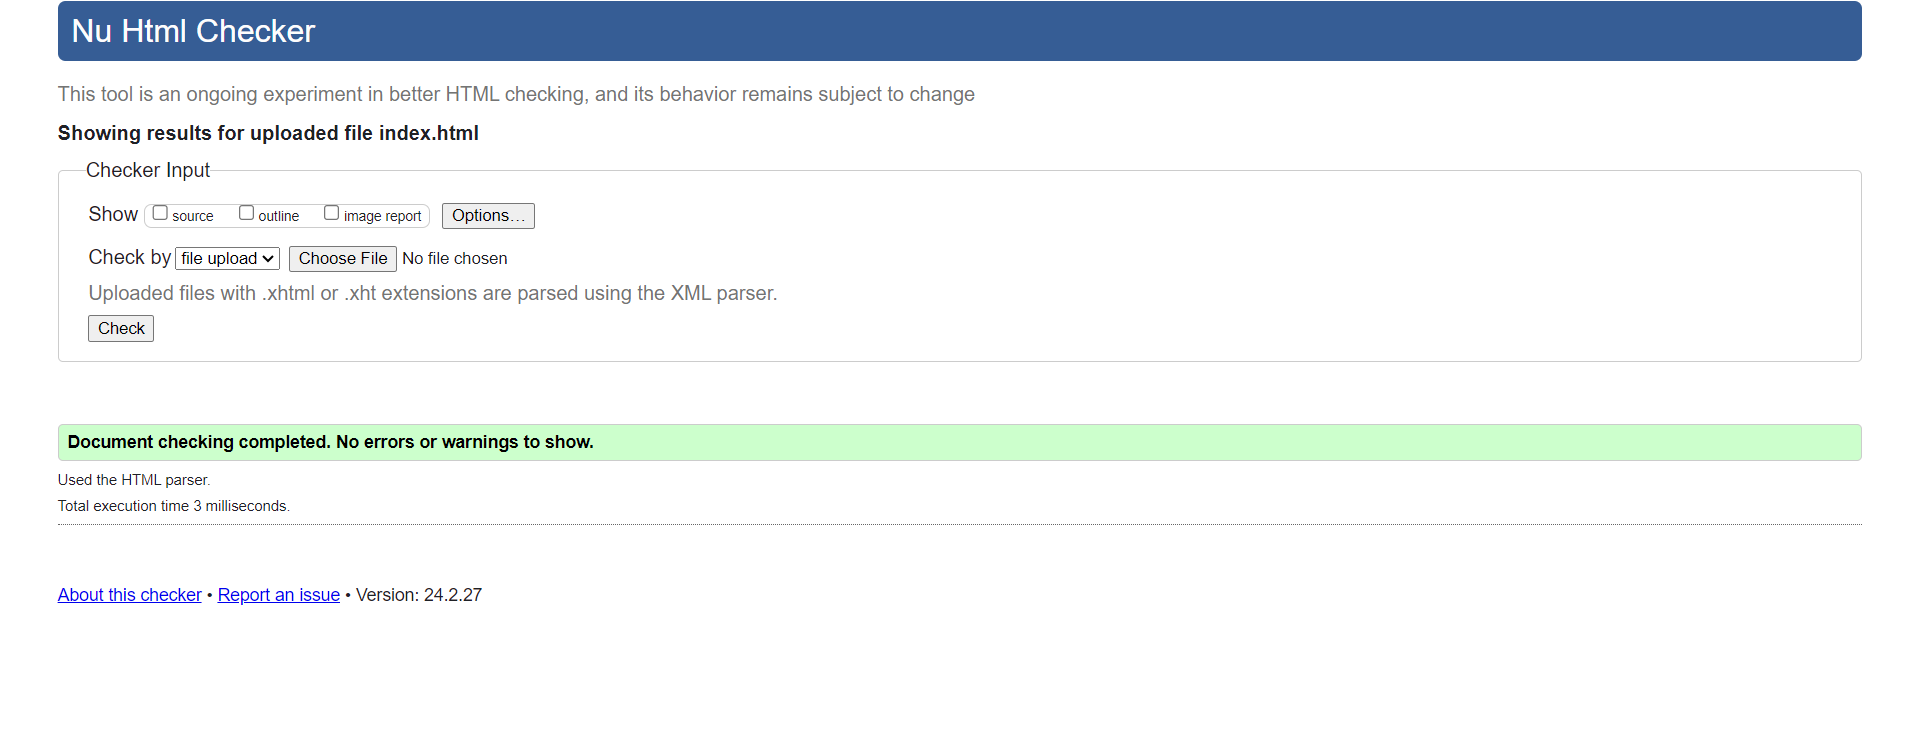 Nu Html Checker
This tool is an ongoing experiment in better HTML checking, and its behavior remains subject to change
Showing results for uploaded file index.html
Checker Input
Show source outline image report Options…
Check by file upload Choose File No file chosen
Uploaded files with .xhtml or .xht extensions are parsed using the XML parser.
Check
Document checking completed. No errors or warnings to show.
Used the HTML parser.
Total execution time 3 milliseconds.
About this checker • Report an issue • Version: 24.2.27